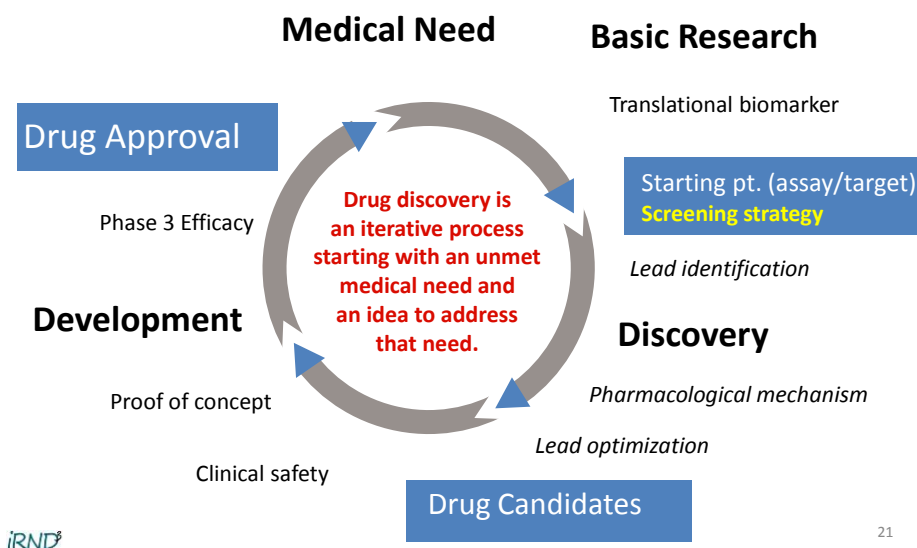 Medical Need
Basic Research
Translational biomarker
Drug Approval
Starting pt. (assay/target)
Screening strategy
Drug discovery is
an iterative process
starting with an unmet
medical need and
an idea to address
that need.
Phase 3 Efficacy
Lead identification
Development
Discovery
Proof of concept
Pharmacological mechanism
Lead optimization
Clinical safety
Drug Candidates
iRND³
21